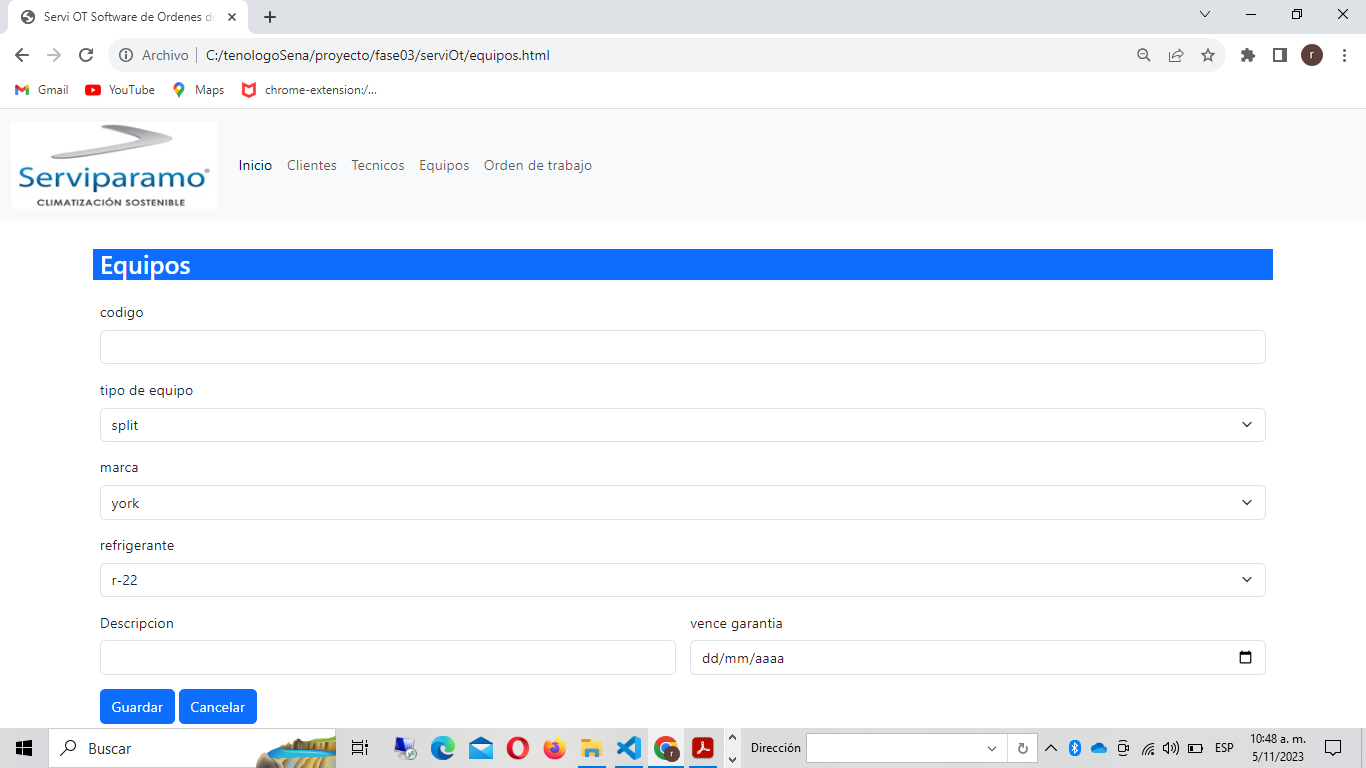 Servi OT Software de Ordenes de
Archivo C:/tenologoSena/proyecto/fase03/serviOt/equipos.html r
Gmail YouTube Maps chrome-extension:/...
Serviparamo®
CLIMATIZACIÓN SOSTENIBLE
Inicio Clientes Tecnicos Equipos Orden de trabajo
Equipos
codigo
tipo de equipo
split
marca
york
refrigerante
r-22
Descripcion vence garantia
dd/mm/aaaa
Guardar Cancelar
Buscar r Dirección ESP 10:48 a. m.
5/11/2023